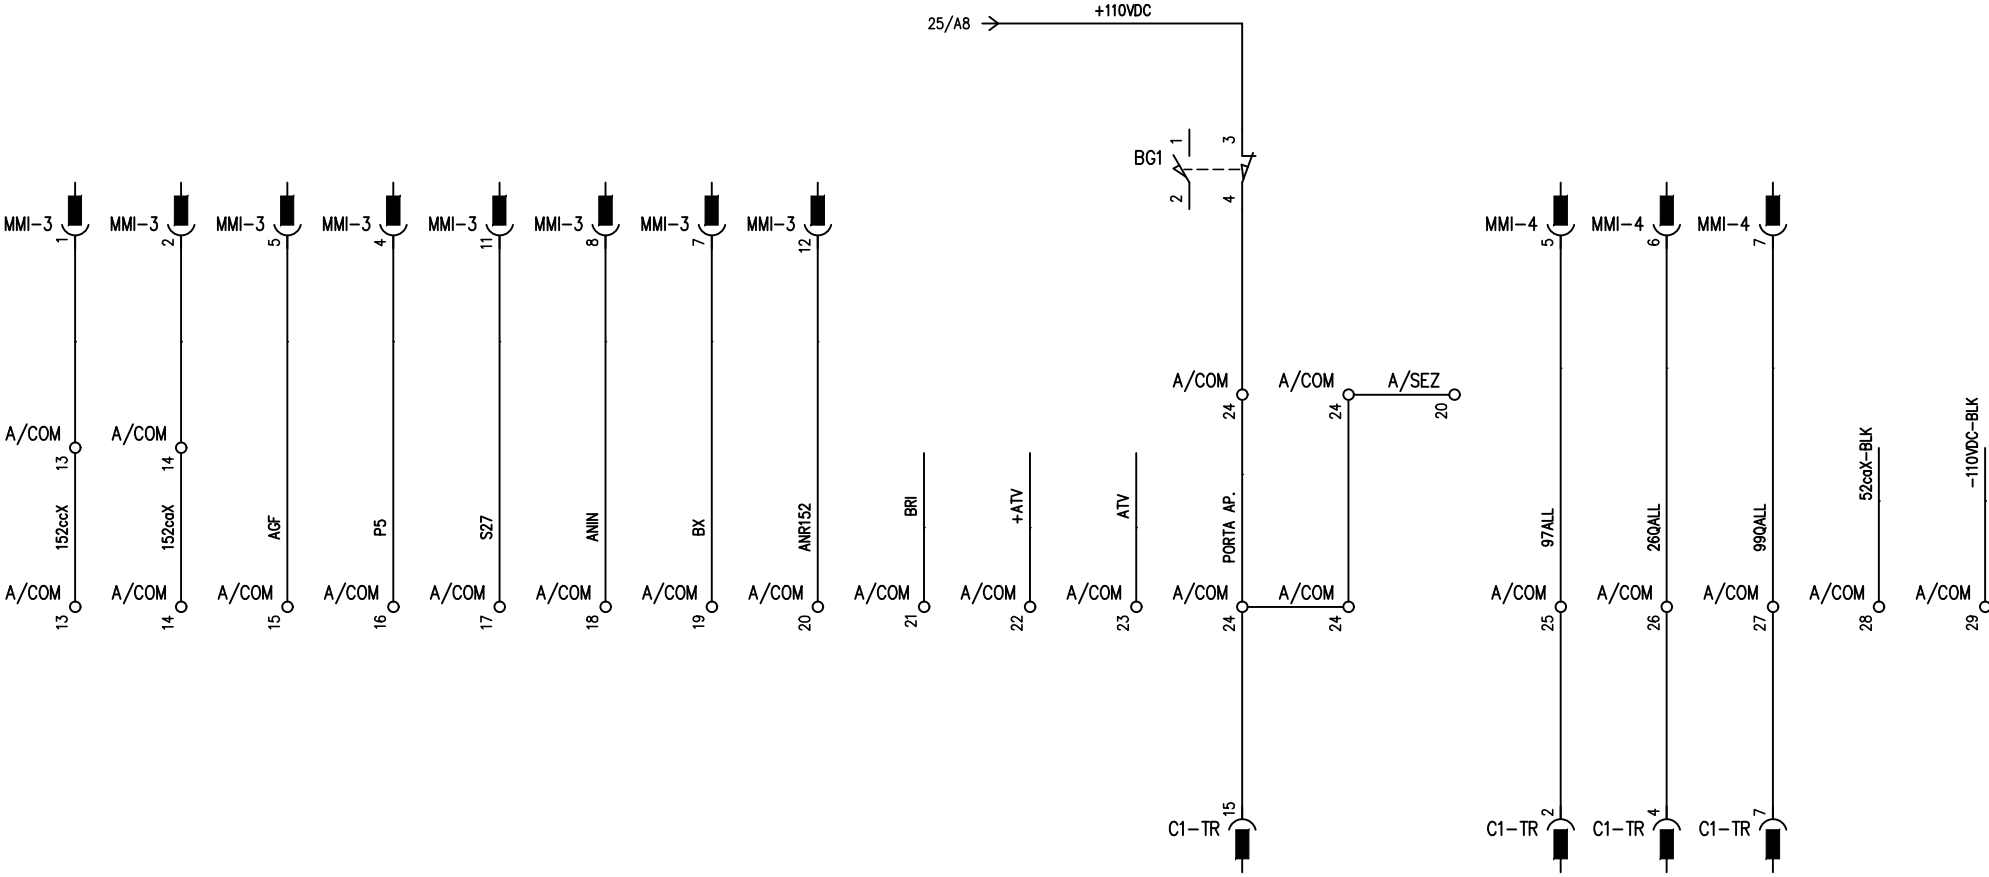 +110VDC
25/A8
1
3
BG1
2
4
MMI-3 MMI-3 MMI-3 MMI-3 MMI-3 MMI-3 MMI-3 MMI-3 MMI-4 MMI-4 MMI-4
1 2 5 4 11 8 7 12 5 6 7
A/COM A/COM A/SEZ
24 24 20
A/COM A/COM
13 14
152ccX 152caX AGF P5 S27 ANIN BX ANR152 BRI +ATV ATV PORTA AP. 97ALL 26QALL 99QALL 52caX-BLK -110VDC-BLK
A/COM A/COM A/COM A/COM A/COM A/COM A/COM A/COM A/COM A/COM A/COM A/COM A/COM A/COM A/COM A/COM A/COM A/COM
13 14 15 16 17 18 19 20 21 22 23 24 24 25 26 27 28 29
15 2 4 7
C1-TR C1-TR C1-TR C1-TR